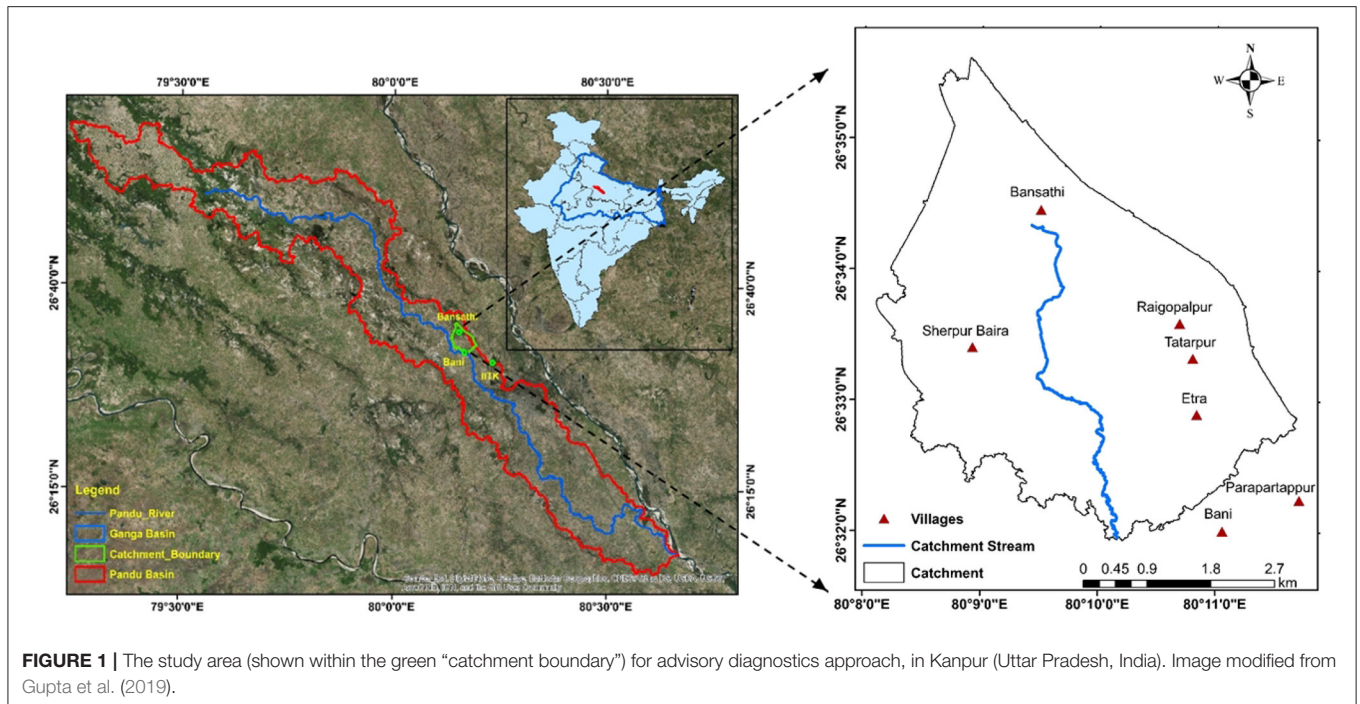 79°30'0"E
80°0'0"E
80°30'0"E
26°40'0"N
26°15'0"N
26°40'0"N
26°15'0"N
Bansathi
Bani
IITK
Legend
Pandu_River
Ganga Basin
Catchment_Boundary
Pandu Basin
79°30'0"E
80°0'0"E
80°30'0"E
N
W E
S
26°35'0"N
26°34'0"N
26°33'0"N
26°32'0"N
Bansathi
Raigopalpur
Sherpur Baira
Tatarpur
Etra
Parapartappur
Bani
Villages
Catchment Stream
Catchment
0 0.45 0.9 1.8 2.7
km
80°8'0"E
80°9'0"E
80°10'0"E
80°11'0"E
FIGURE 1 | The study area (shown within the green “catchment boundary”) for advisory diagnostics approach, in Kanpur (Uttar Pradesh, India). Image modified from
Gupta et al. (2019).